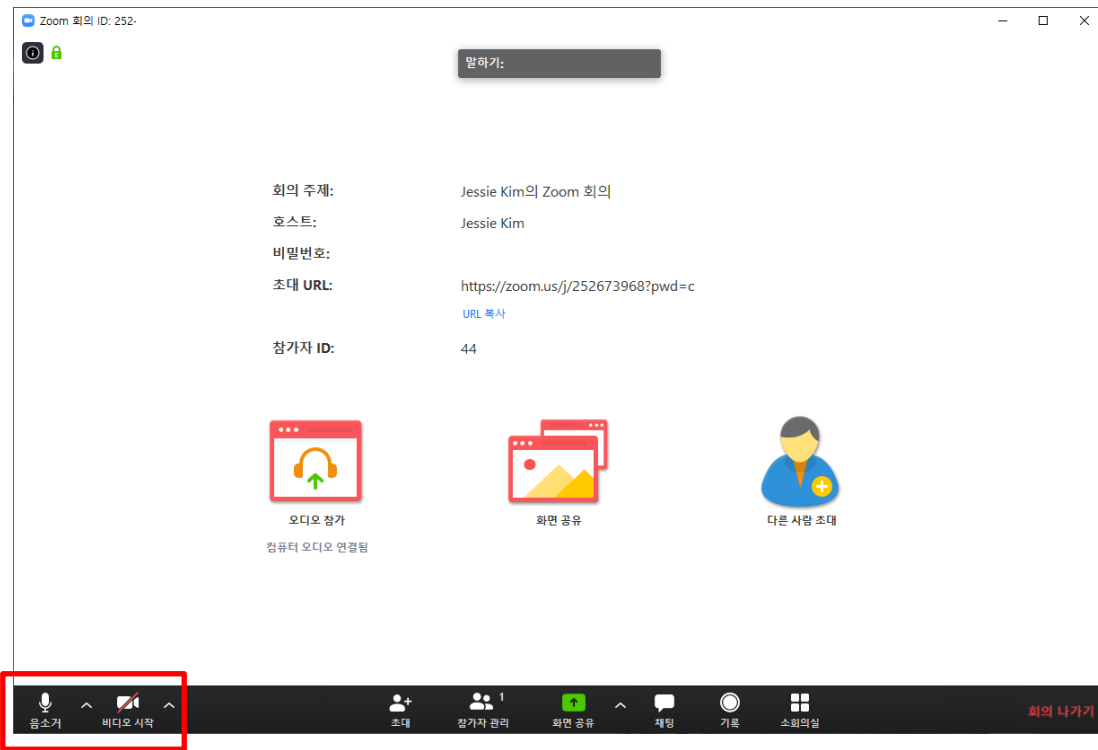 Zoom 회의 ID: 252-
말하기:
회의 주제: Jessie Kim의 Zoom 회의
호스트: Jessie Kim
비밀번호:
초대 URL: https://zoom.us/j/252673968?pwd=c
URL 복사
참가자 ID: 44
오디오 참가 화면 공유 다른 사람 초대
컴퓨터 오디오 연결됨
1
음소거 비디오 시작 초대 참가자 관리 화면 공유 채팅 기록 소회의실 회의 나가기